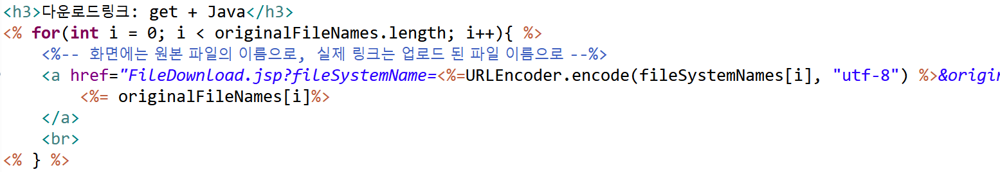 <h3>다운로드링크: get + Java</h3>
<% for(int i = 0; i < originalFileNames.length; i++){ %>
<%-- 화면에는 원본 파일의 이름으로, 실제 링크는 업로드 된 파일 이름으로 --%>
<a href="FileDownload.jsp?fileSystemName=<%=URLEncoder.encode(fileSystemNames[i], "utf-8") %>&origin
<%= originalFileNames[i]%>
</a>
<br>
<% } %>